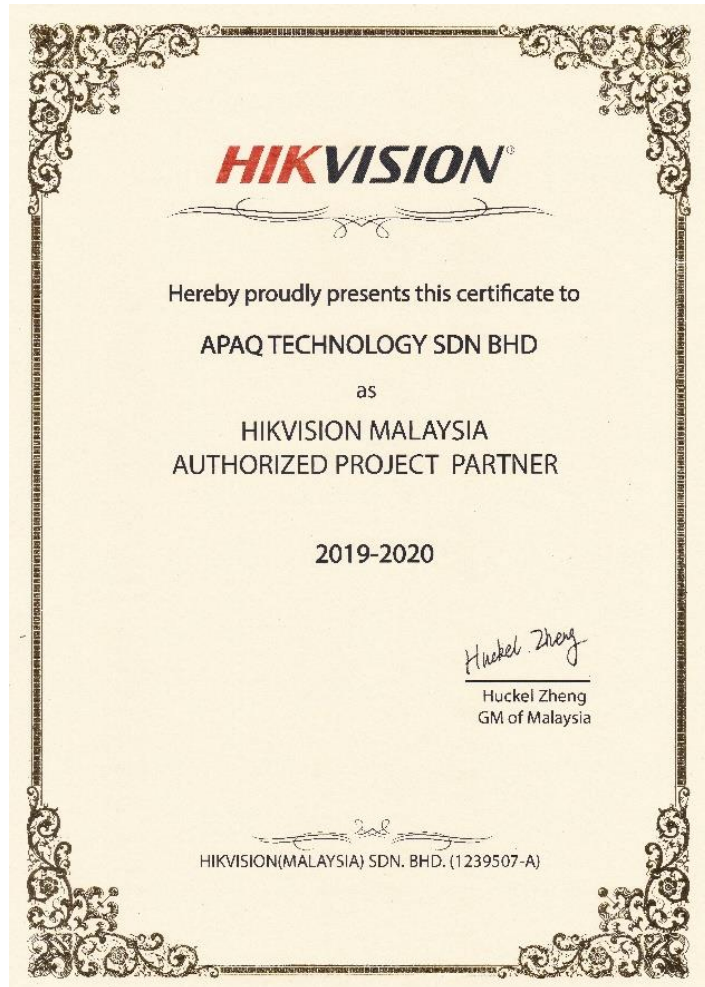 HIKVISION®
Hereby proudly presents this certificate to
APAQ TECHNOLOGY SDN BHD
as
HIKVISION MALAYSIA
AUTHORIZED PROJECT PARTNER
2019-2020
Huckel Zheng
Huckel Zheng
GM of Malaysia
HIKVISION(MALAYSIA) SDN. BHD. (1239507-A)